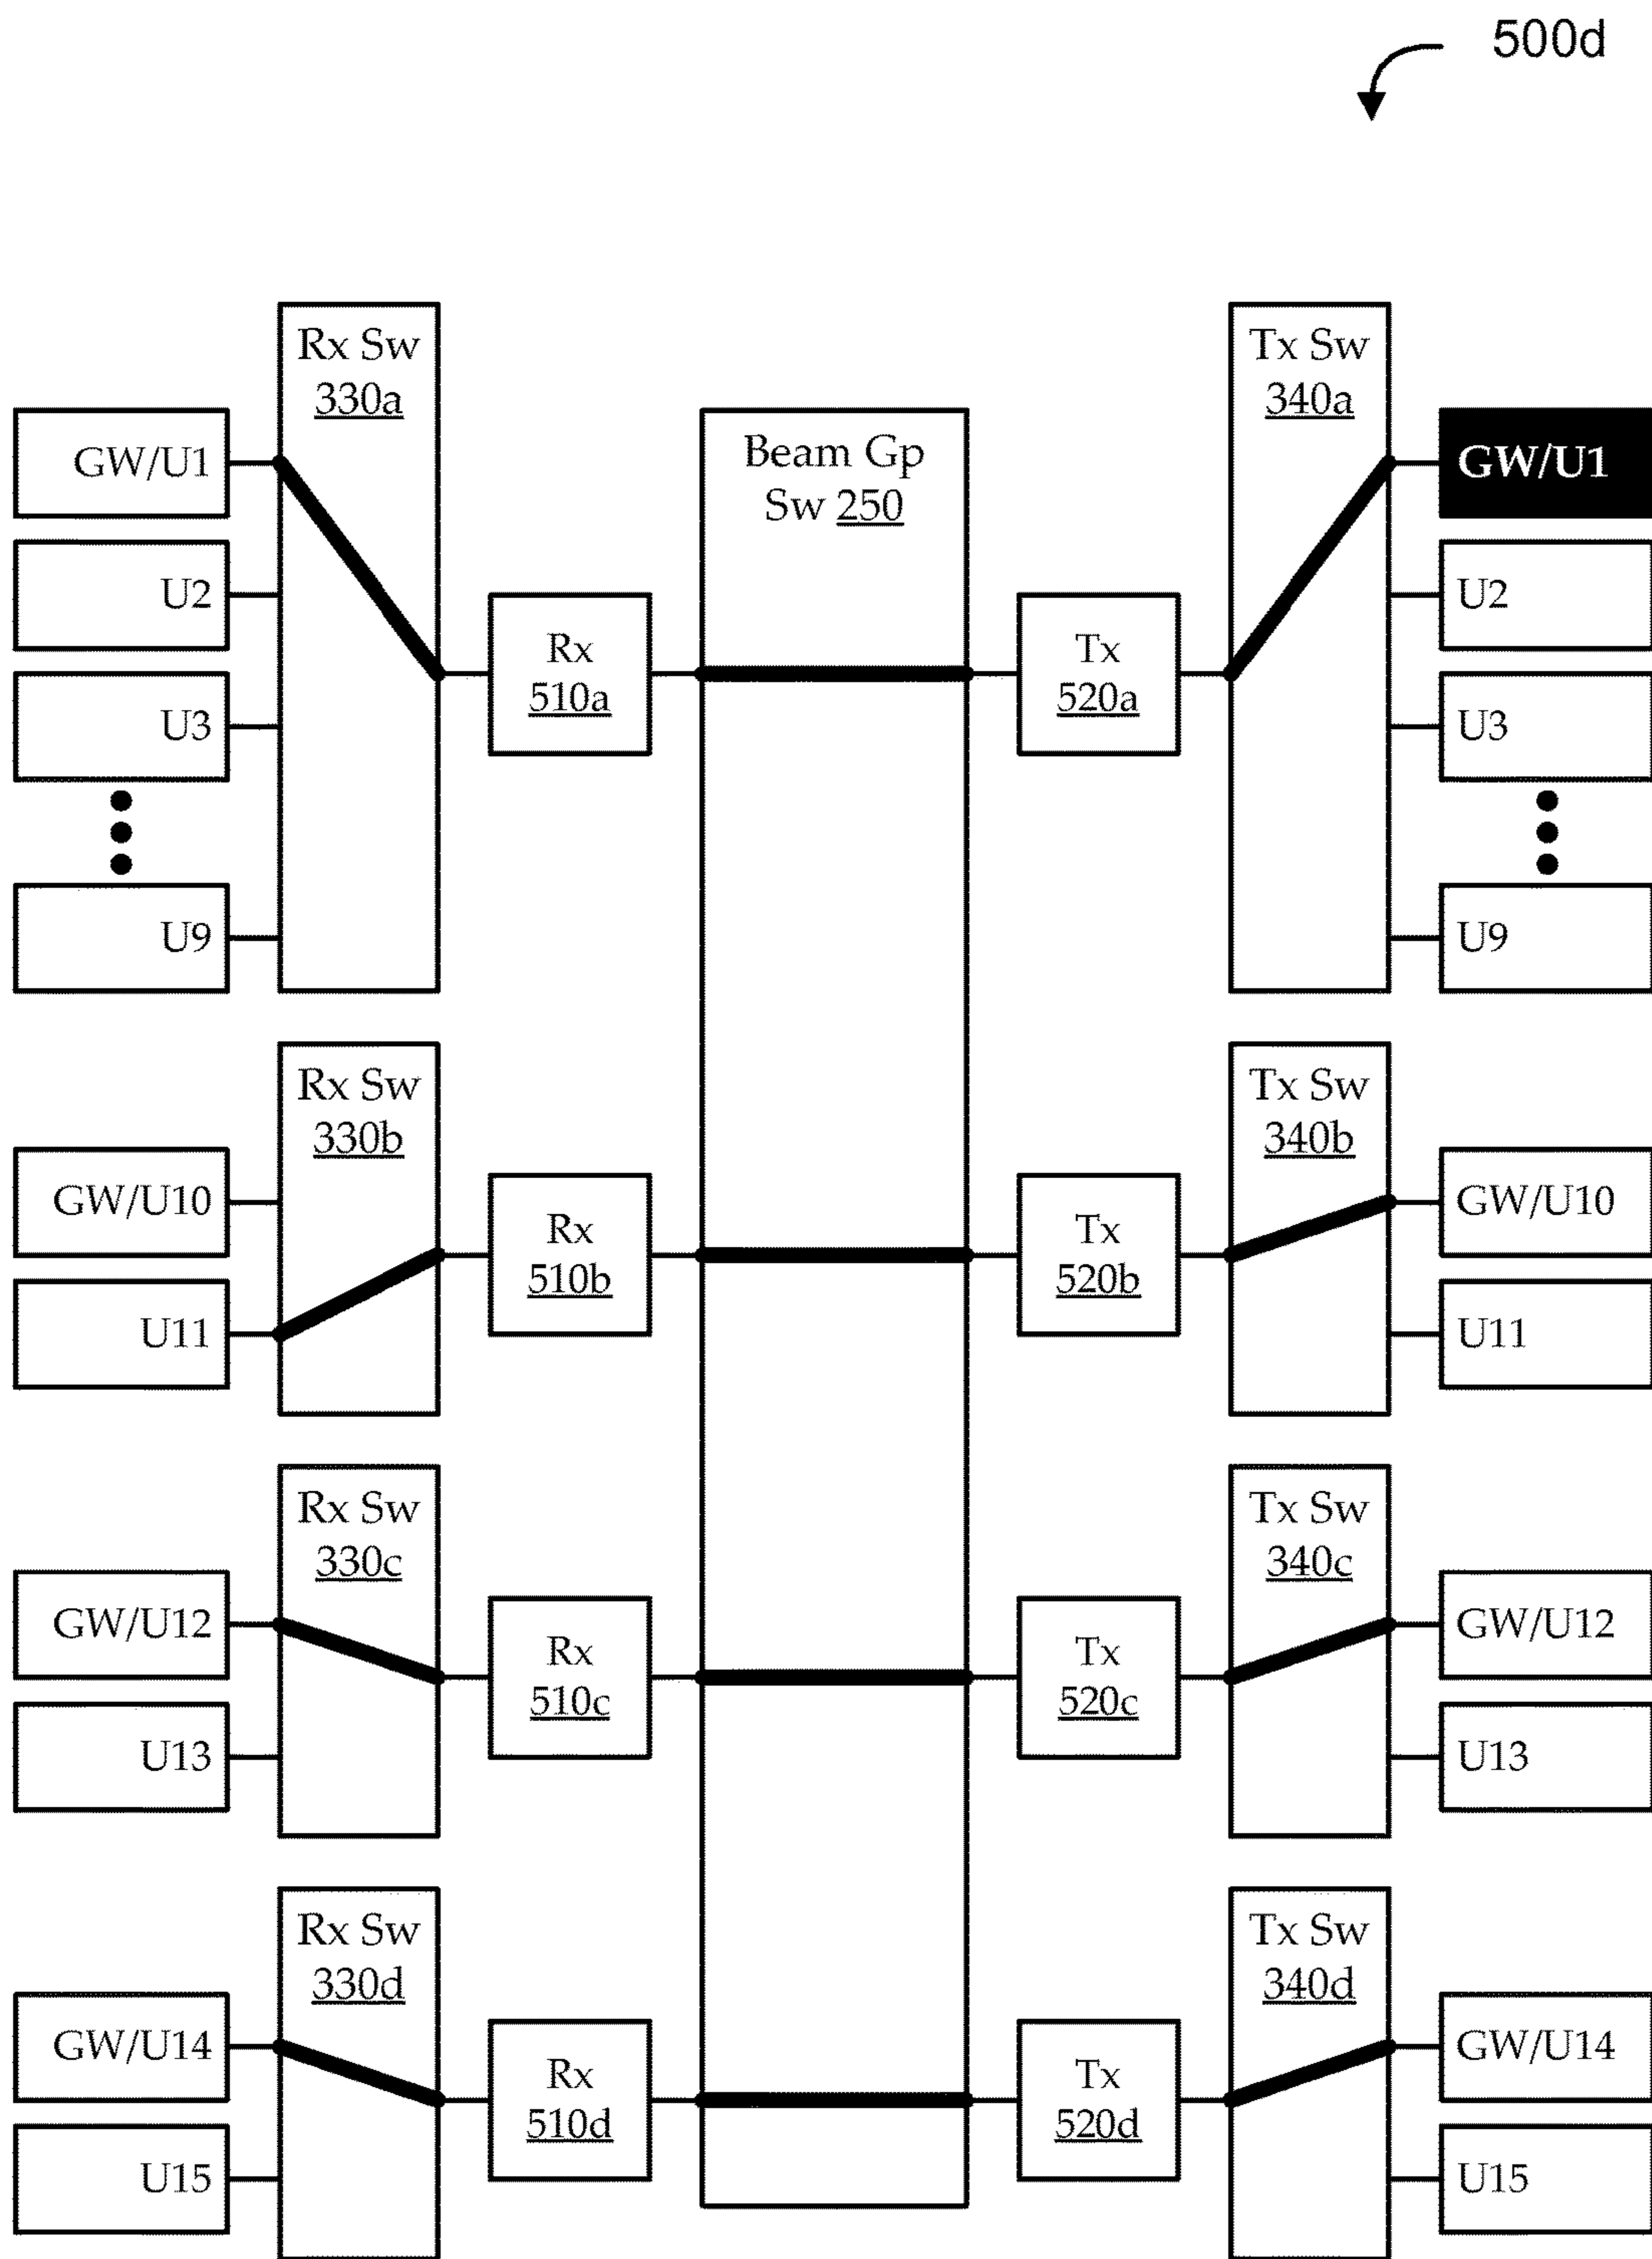 500d
Rx Sw
330a
Tx Sw
340a
GW/U1
Beam Gp
Sw 250
GW/U1
U2
U2
Rx
510a
Tx
520a
U3
U3
U9
U9
Rx Sw
330b
Tx Sw
340b
GW/U10
Rx
510b
Tx
520b
GW/U10
U11
U11
Rx Sw
330c
Tx Sw
340c
GW/U12
Rx
510c
Tx
520c
GW/U12
U13
U13
Rx Sw
330d
Tx Sw
340d
GW/U14
Rx
510d
Tx
520d
GW/U14
U15
U15